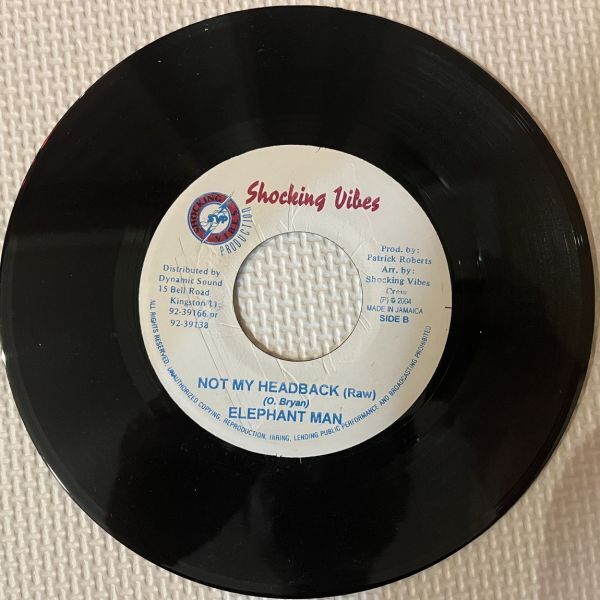 Shocking Vibes
SHOCKING VIBES
SVP
PRODUCTION
Prod. by:
Patrick Roberts
Arr. by:
Shocking Vibes
Crew
(P) © 2004
MADE IN JAMAICA
SIDE B
Distributed by
Dynamic Sound
15 Bell Road
Kingston 11
92-39166 or
92-39138
NOT MY HEADBACK (Raw)
(O. Bryan)
ELEPHANT MAN
ALL RIGHTS RESERVED, UNAUTHORIZED COPYING, REPRODUCTION, HIRING, LENDING PUBLIC PERFORMANCE AND BROADCASTING PROHIBITED